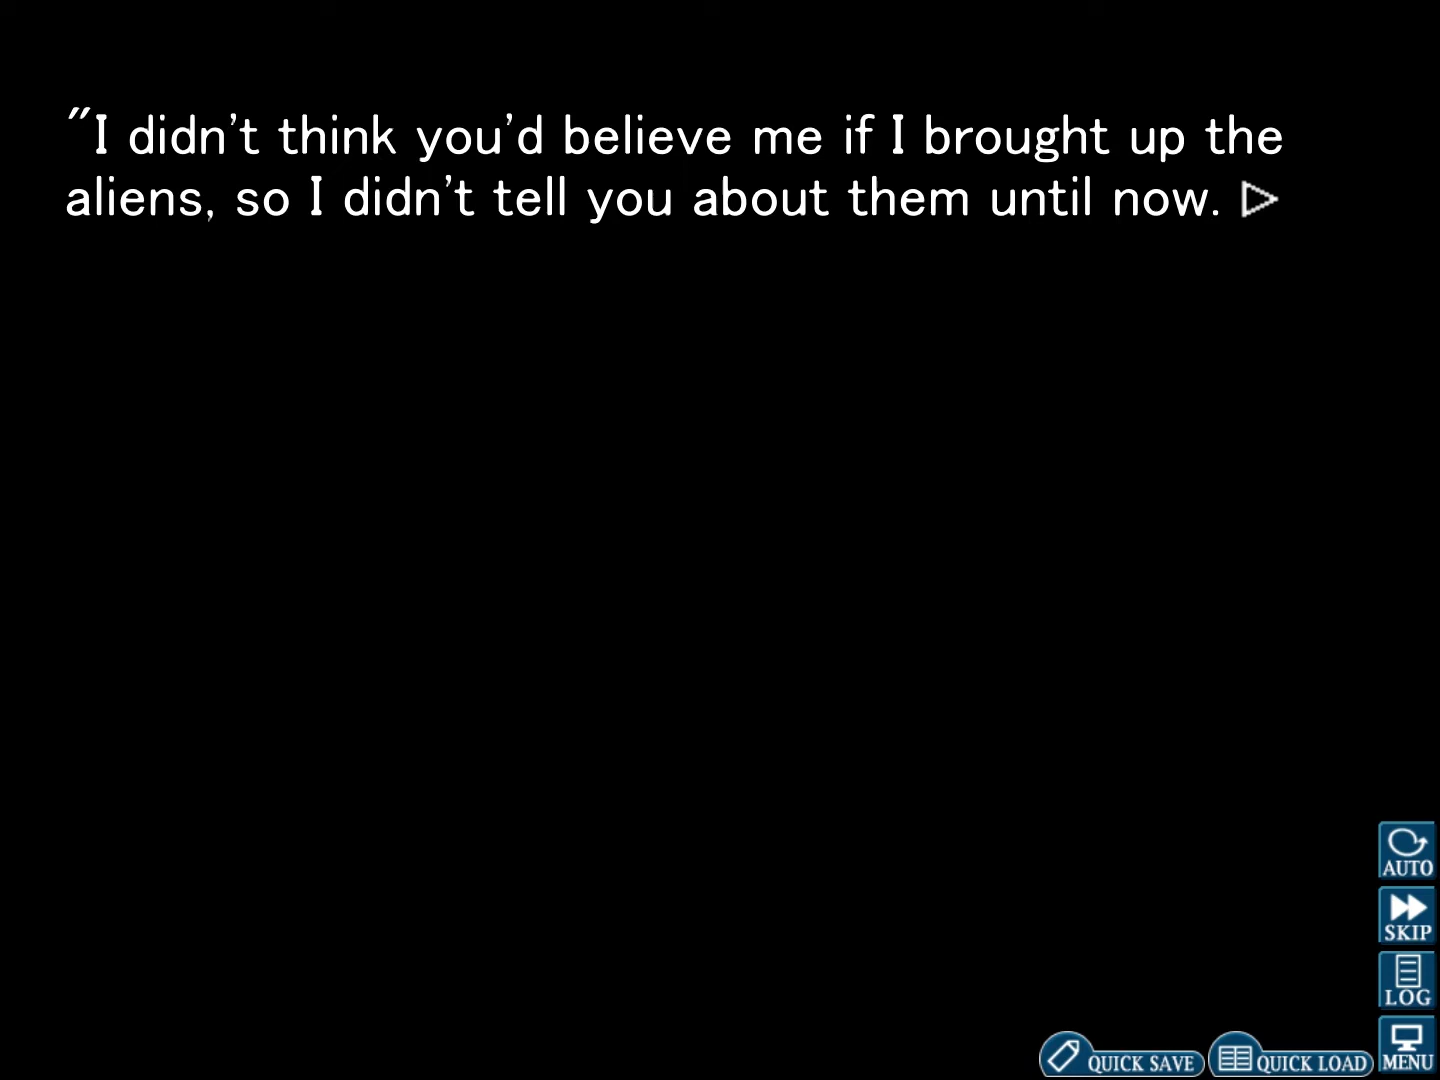 "I didn't think you'd believe me if I brought up the
aliens, so I didn't tell you about them until now.
AUTO
SKIP
LOG
QUICK SAVE QUICK LOAD MENU